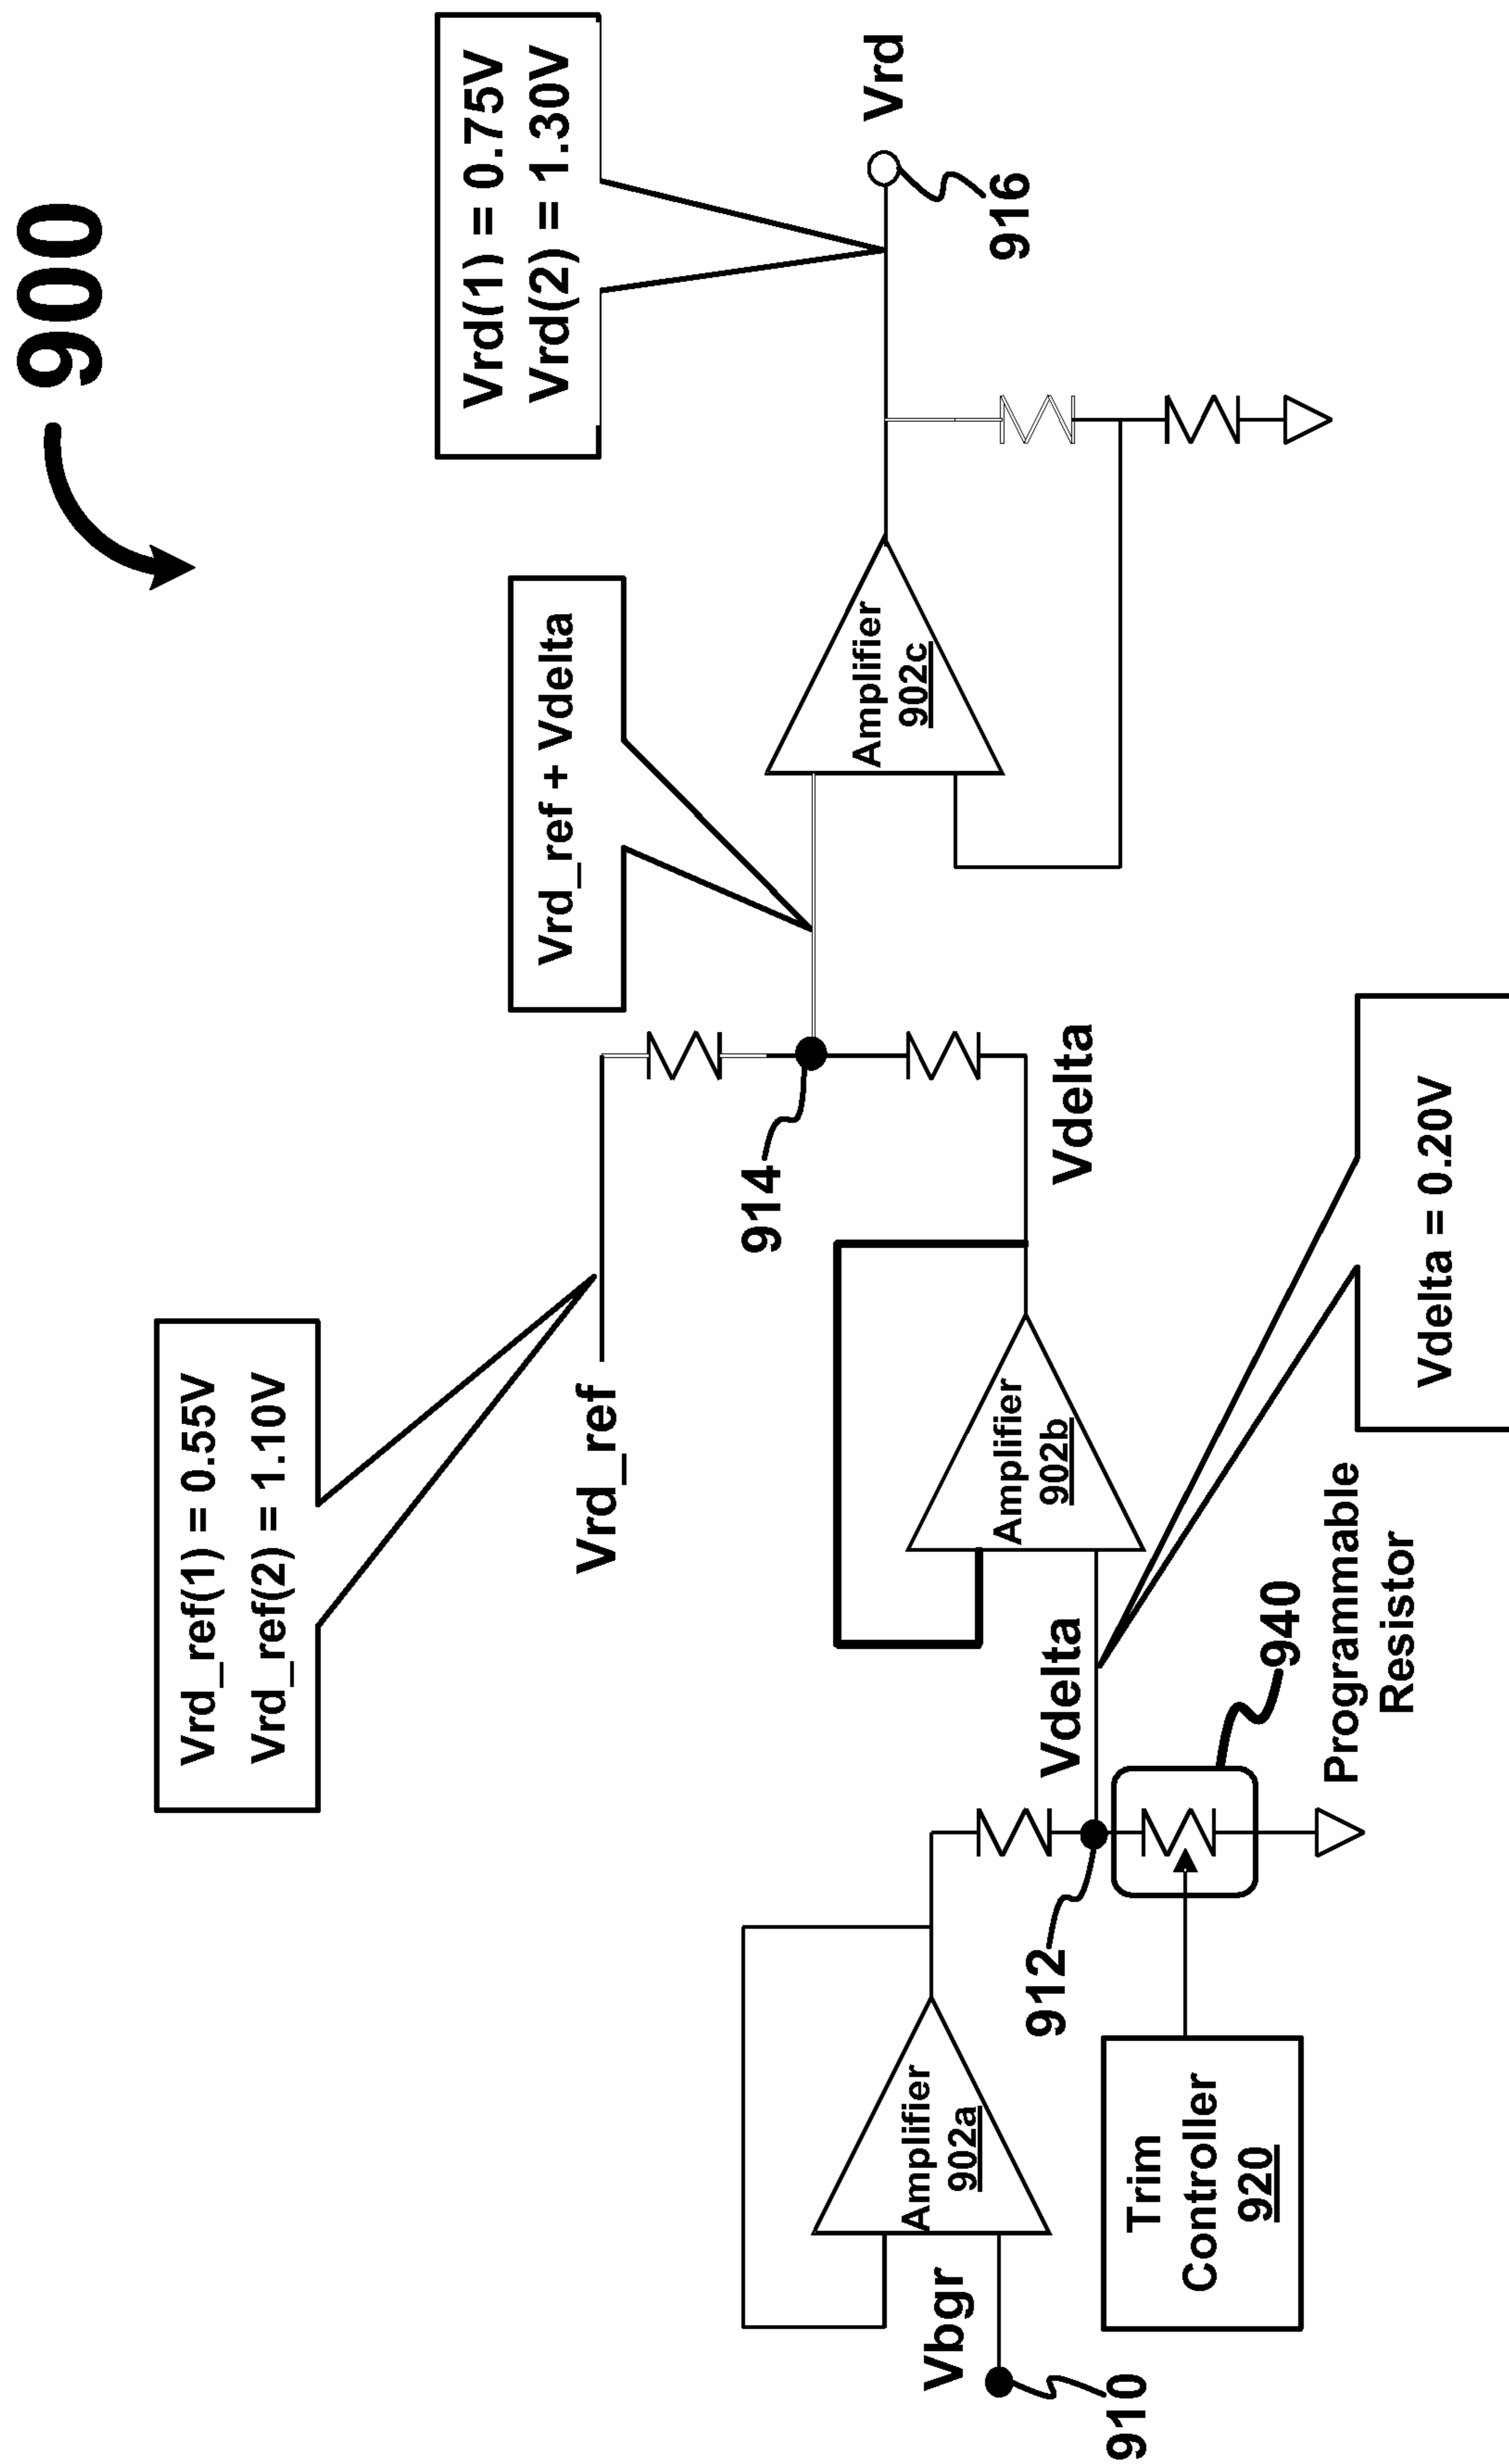 900
Vrd_ref(1) = 0.55V
Vrd_ref(2) = 1.10V
Vrd_ref + Vdelta
Vrd(1) = 0.75V
Vrd(2) = 1.30V
Vrd_ref
914
Amplifier
902c
Vrd
916
Vbgr
910
Amplifier
902a
912
Vdelta
Amplifier
902b
Vdelta
Trim
Controller
920
940
Programmable
Resistor
Vdelta = 0.20V